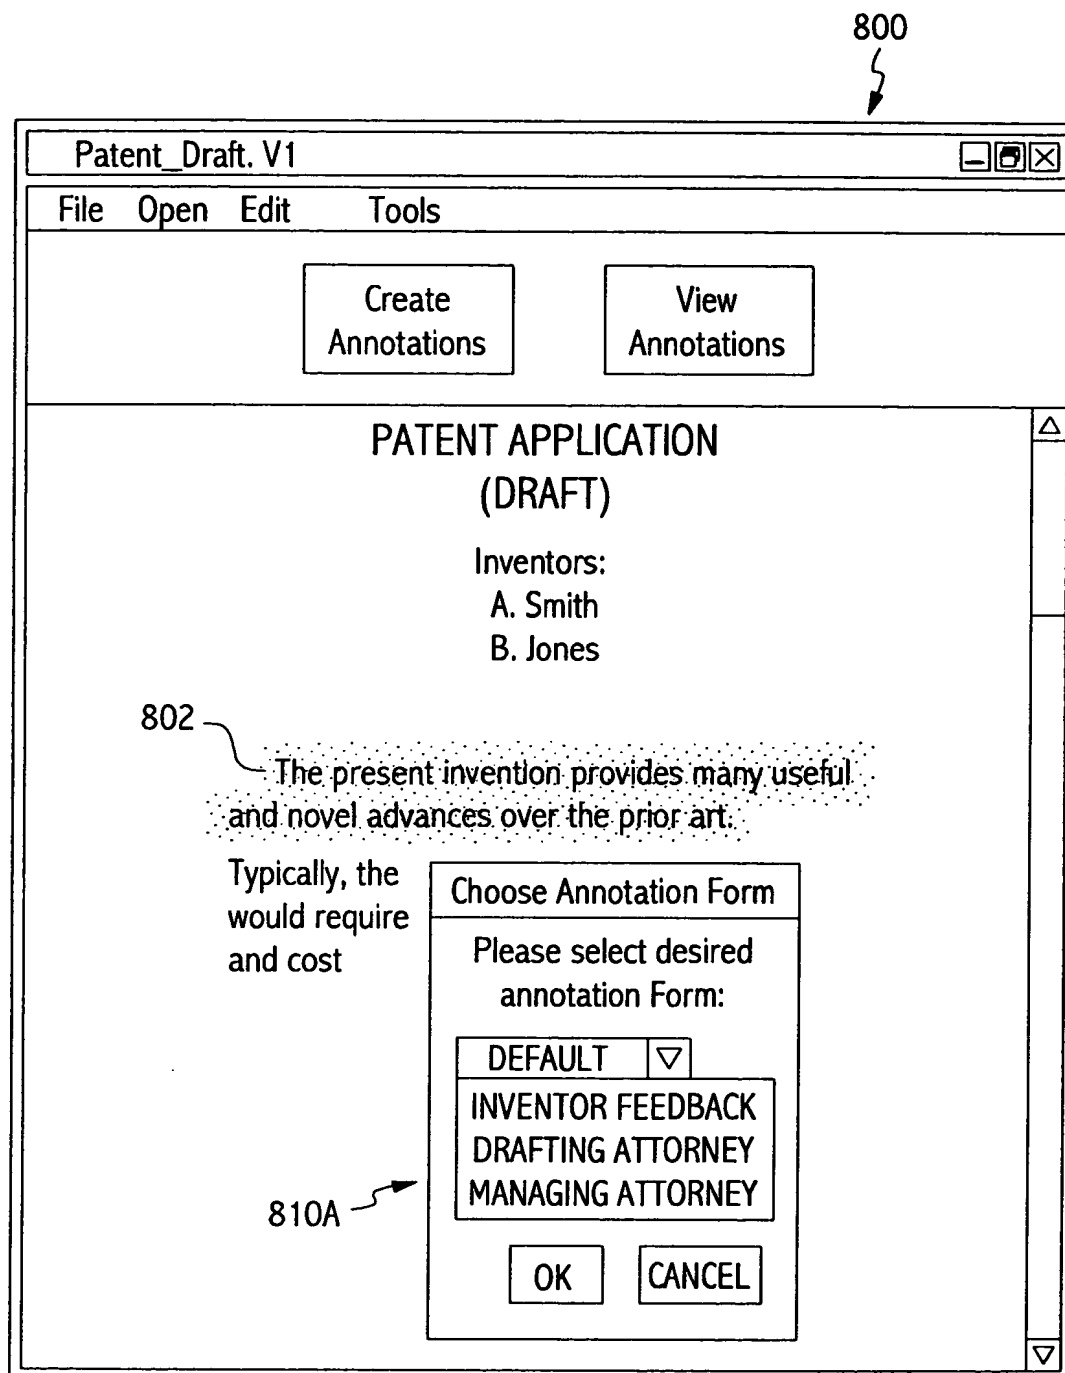 800
Patent_Draft. V1
File Open Edit Tools
Create
Annotations
View
Annotations
PATENT APPLICATION
(DRAFT)
Inventors:
A. Smith
B. Jones
802
The present invention provides many useful
and novel advances over the prior art.
Typically, the
would require
and cost
Choose Annotation Form
Please select desired
annotation Form:
DEFAULT
INVENTOR FEEDBACK
DRAFTING ATTORNEY
MANAGING ATTORNEY
810A
OK CANCEL